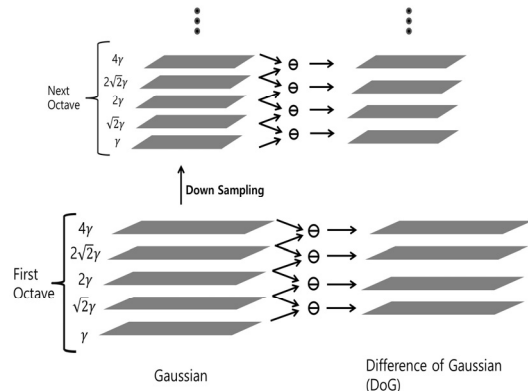 4γ
2√2γ
2γ
√2γ
γ
Next
Octave
⊖
⊖
⊖
⊖
Down Sampling
4γ
2√2γ
2γ
√2γ
γ
First
Octave
⊖
⊖
⊖
⊖
Gaussian
Difference of Gaussian
(DoG)